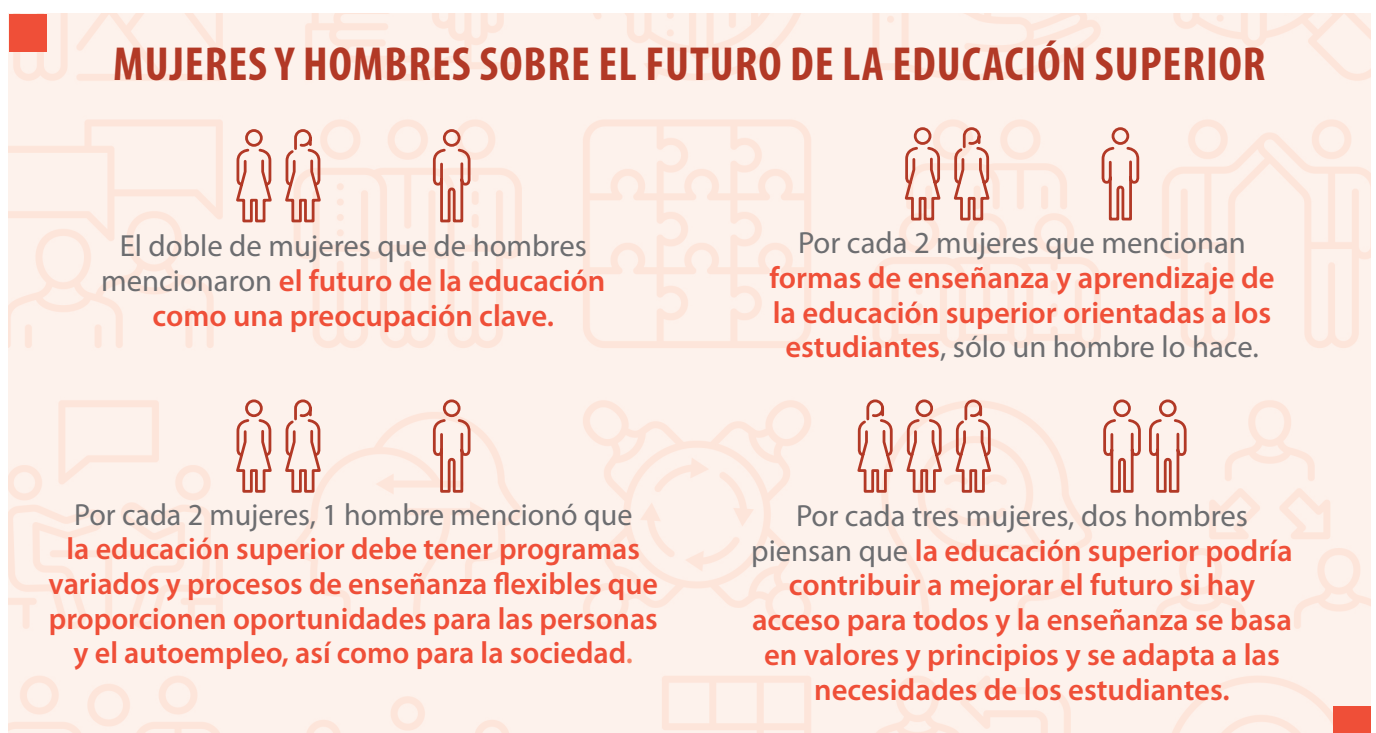 MUJERES Y HOMBRES SOBRE EL FUTURO DE LA EDUCACIÓN SUPERIOR
El doble de mujeres que de hombres
mencionaron el futuro de la educación
como una preocupación clave.
Por cada 2 mujeres que mencionan
formas de enseñanza y aprendizaje de
la educación superior orientadas a los
estudiantes, sólo un hombre lo hace.
Por cada 2 mujeres, 1 hombre mencionó que
la educación superior debe tener programas
variados y procesos de enseñanza flexibles que
proporcionen oportunidades para las personas
y el autoempleo, así como para la sociedad.
Por cada tres mujeres, dos hombres
piensan que la educación superior podría
contribuir a mejorar el futuro si hay
acceso para todos y la enseñanza se basa
en valores y principios y se adapta a las
necesidades de los estudiantes.